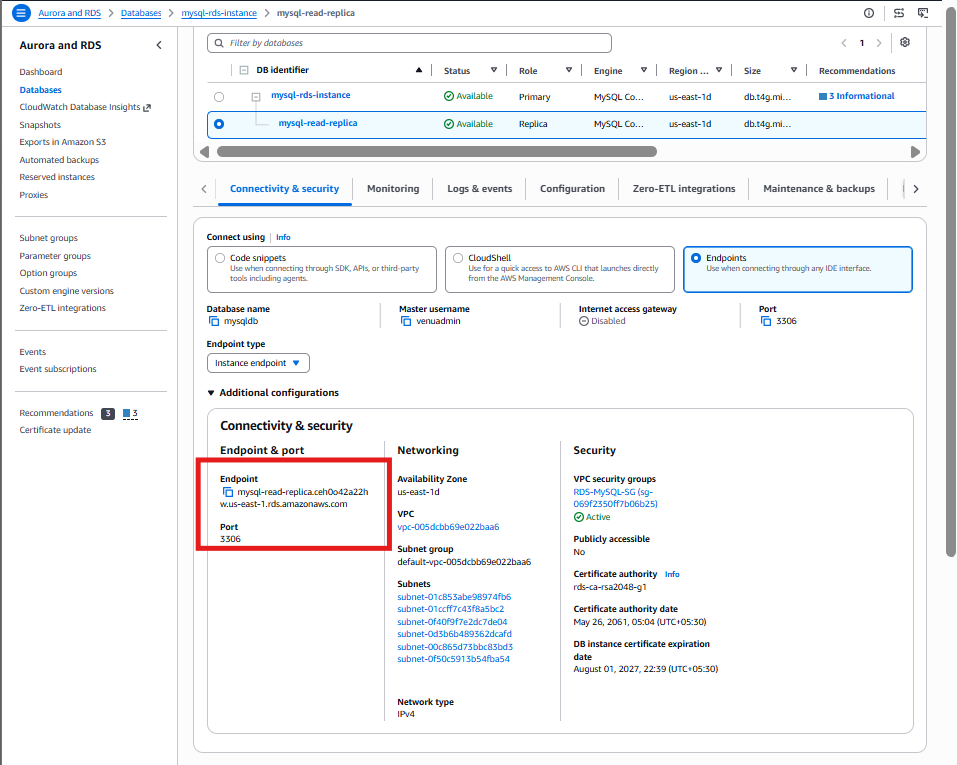 Aurora and RDS > Databases > mysql-rds-instance > mysql-read-replica
Aurora and RDS
Dashboard
Databases
CloudWatch Database Insights
Snapshots
Exports in Amazon S3
Automated backups
Reserved instances
Proxies
Subnet groups
Parameter groups
Option groups
Custom engine versions
Zero-ETL integrations
Events
Event subscriptions
Recommendations 3 3
Certificate update
Filter by databases
1
DB identifier Status Role Engine Region ... Size Recommendations
mysql-rds-instance Available Primary MySQL Co... us-east-1d db.t4g.mi... 3 Informational
mysql-read-replica Available Replica MySQL Co... us-east-1d db.t4g.mi...
Connectivity & security Monitoring Logs & events Configuration Zero-ETL integrations Maintenance & backups
Connect using Info
Code snippets
Use when connecting through SDK, APIs, or third-party
tools including agents.
CloudShell
Use for a quick access to AWS CLI that launches directly
from the AWS Management Console.
Endpoints
Use when connecting through any IDE interface.
Database name
mysqldb
Master username
venuadmin
Internet access gateway
Disabled
Port
3306
Endpoint type
Instance endpoint
Additional configurations
Connectivity & security
Endpoint & port
Endpoint
mysql-read-replica.ceh0o42a22h
w.us-east-1.rds.amazonaws.com
Port
3306
Networking
Availability Zone
us-east-1d
VPC
vpc-005dcbb69e022baa6
Subnet group
default-vpc-005dcbb69e022baa6
Subnets
subnet-01c853abe98974fb6
subnet-01ccff7c43f8a5bc2
subnet-0f40f9f7e2dc7de04
subnet-0d3b6b489362dcafd
subnet-00c865d73bbc83bd3
subnet-0f50c5913b54fba54
Network type
IPv4
Security
VPC security groups
RDS-MySQL-SG (sg-
069f2350ff7b06b25)
Active
Publicly accessible
No
Certificate authority Info
rds-ca-rsa2048-g1
Certificate authority date
May 26, 2061, 05:04 (UTC+05:30)
DB instance certificate expiration
date
August 01, 2027, 22:39 (UTC+05:30)